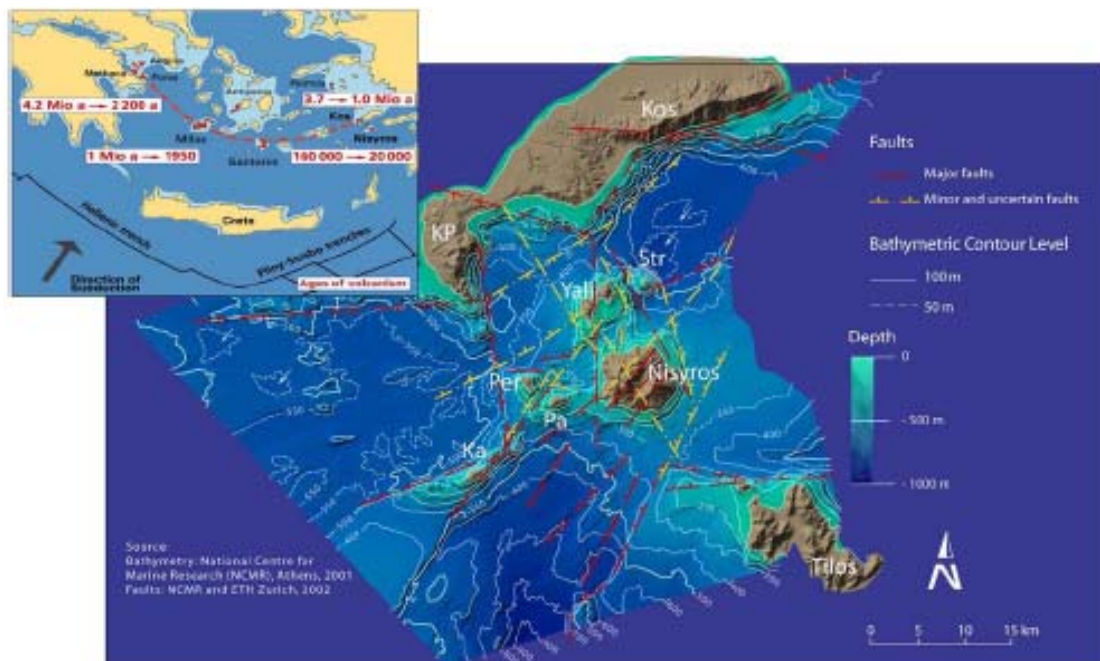 Methana
Aegina
Poros
4.2 Mio a → 2 200 a
3.7 → 1.0 Mio a
Kos
Milos
Nisyros
1 Mio a → 1950
Santorini
160 000 → 20 000
Crete
Hellenic trench
Pliny-Strabo trenches
Direction of
Subduction
Ages of volcanism
Kos
KP
Str
Yali
Nisyros
Per
Pa
Ka
Tilos
Faults
Major faults
Minor and uncertain faults
Bathymetric Contour Level
100 m
50 m
Depth
0
- 500 m
- 1000 m
N
0 5 10 15 km
Source:
Bathymetry: National Centre for
Marine Research (NCMR), Athens, 2001
Faults: NCMR and ETH Zurich, 2002